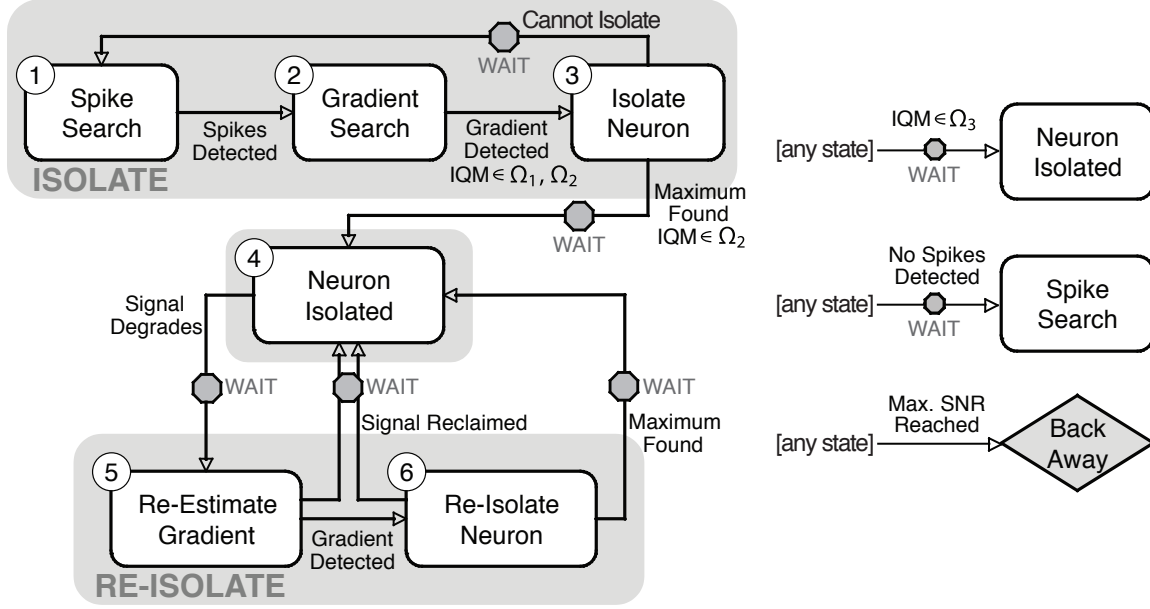 Cannot Isolate
WAIT
1
Spike
Search
Spikes
Detected
2
Gradient
Search
Gradient
Detected
IQM ∈ Ω₁, Ω₂
3
Isolate
Neuron
ISOLATE
Maximum
Found
IQM ∈ Ω₂
WAIT
4
Neuron
Isolated
Signal
Degrades
WAIT
WAIT
WAIT
Signal Reclaimed
Maximum
Found
5
Re-Estimate
Gradient
Gradient
Detected
6
Re-Isolate
Neuron
RE-ISOLATE
[any state]
IQM ∈ Ω₃
WAIT
Neuron
Isolated
[any state]
No Spikes
Detected
WAIT
Spike
Search
[any state]
Max. SNR
Reached
Back
Away